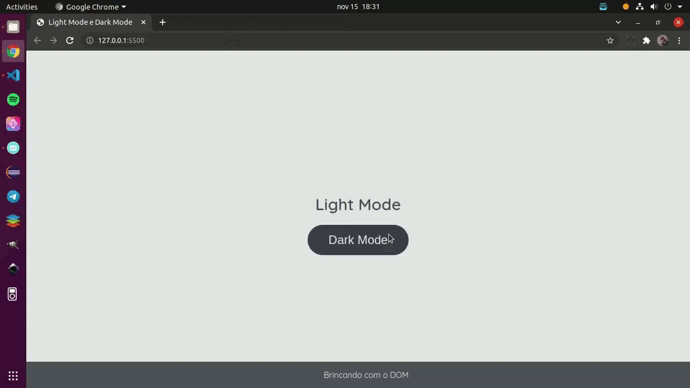 Activities
Google Chrome
nov 15 18:31
Light Mode e Dark Mode
127.0.0.1:5500
Light Mode
Dark Mode
Brincando com o DOM